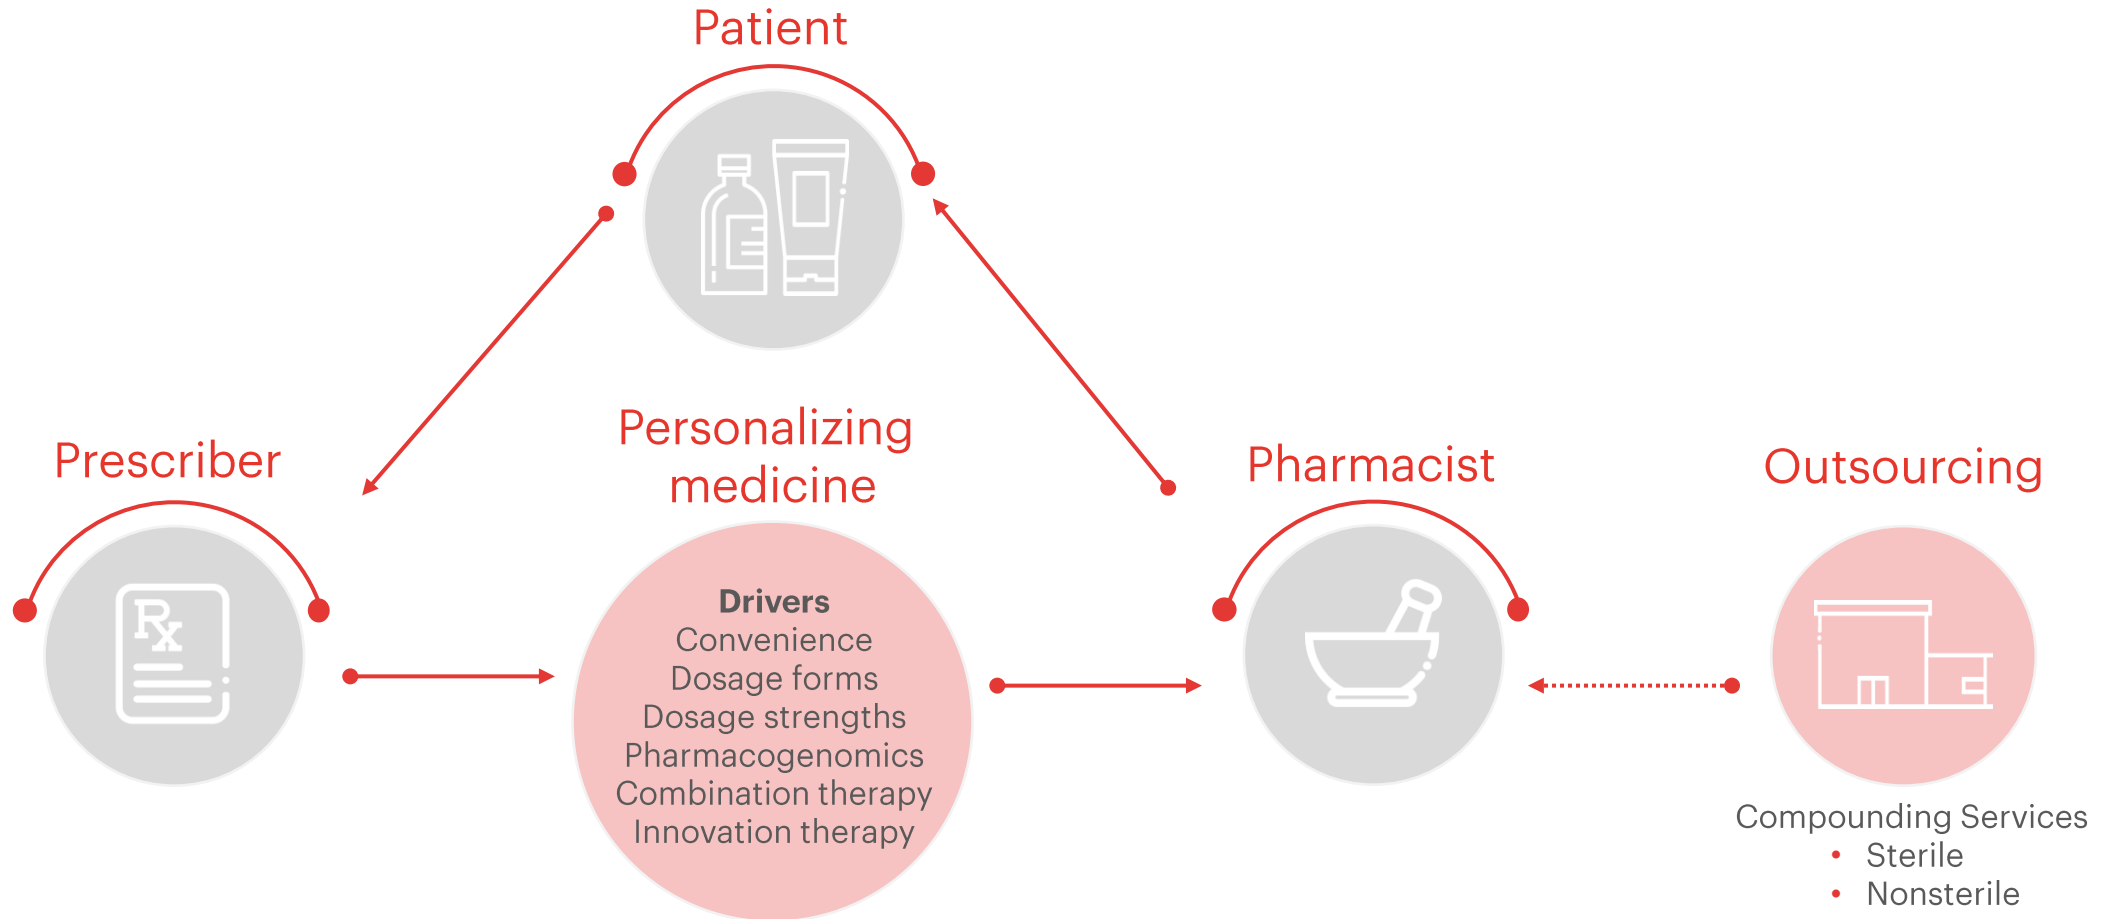 Patient
Prescriber
Personalizing
medicine
Pharmacist
Outsourcing
Rx
Drivers
Convenience
Dosage forms
Dosage strengths
Pharmacogenomics
Combination therapy
Innovation therapy
Compounding Services
• Sterile
• Nonsterile